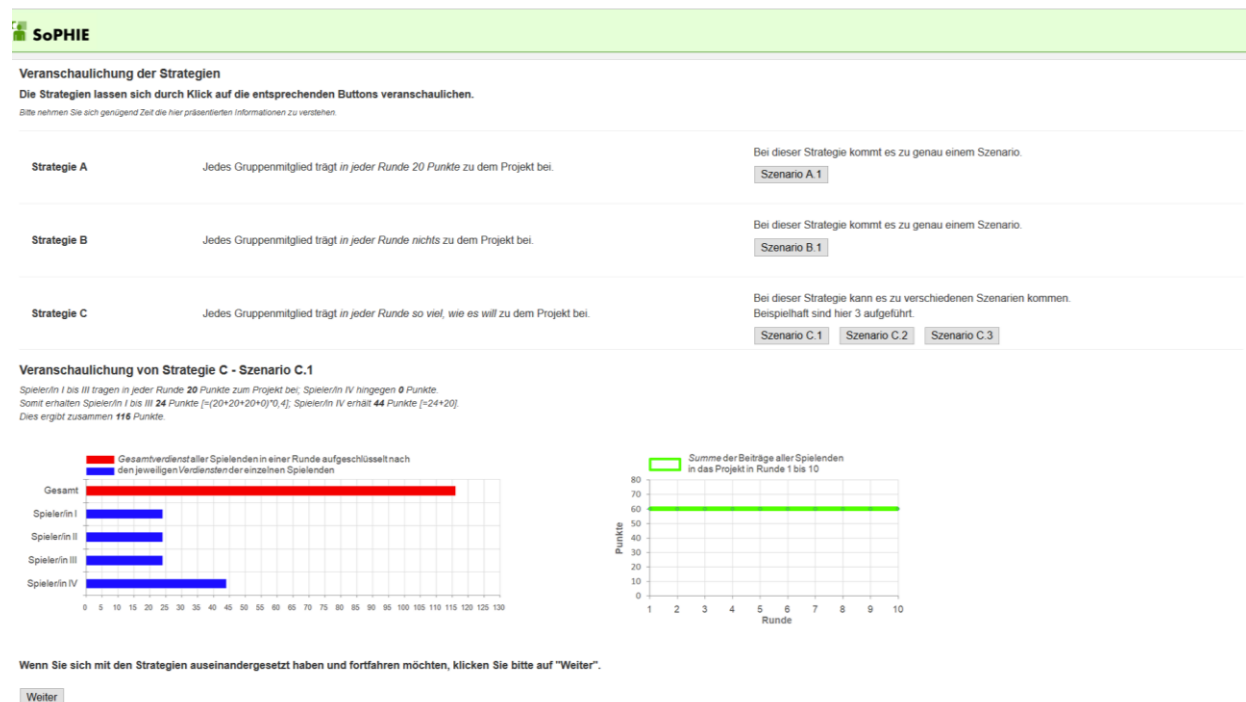 SoPHIE
Veranschaulichung der Strategien
Die Strategien lassen sich durch Klick auf die entsprechenden Buttons veranschaulichen.
Bitte nehmen Sie sich genügend Zeit die hier präsentierten Informationen zu verstehen.
Strategie A
Jedes Gruppenmitglied trägt in jeder Runde 20 Punkte zu dem Projekt bei.
Bei dieser Strategie kommt es zu genau einem Szenario.
Szenario A.1
Strategie B
Jedes Gruppenmitglied trägt in jeder Runde nichts zu dem Projekt bei.
Bei dieser Strategie kommt es zu genau einem Szenario.
Szenario B.1
Strategie C
Jedes Gruppenmitglied trägt in jeder Runde so viel, wie es will zu dem Projekt bei.
Bei dieser Strategie kann es zu verschiedenen Szenarien kommen.
Beispielhaft sind hier 3 aufgeführt.
Szenario C.1 Szenario C.2 Szenario C.3
Veranschaulichung von Strategie C - Szenario C.1
Spieler/in I bis III tragen in jeder Runde 20 Punkte zum Projekt bei; Spieler/in IV hingegen 0 Punkte.
Somit erhalten Spieler/in I bis III 24 Punkte [=(20+20+20+0)*0,4]; Spieler/in IV erhält 44 Punkte [=24+20].
Dies ergibt zusammen 116 Punkte.
Gesamtverdienst aller Spielenden in einer Runde aufgeschlüsselt nach
den jeweiligen Verdiensten der einzelnen Spielenden
Gesamt
Spieler/in I
Spieler/in II
Spieler/in III
Spieler/in IV
0 5 10 15 20 25 30 35 40 45 50 55 60 65 70 75 80 85 90 95 100 105 110 115 120 125 130
Summe der Beiträge aller Spielenden
in das Projekt in Runde 1 bis 10
80
70
60
50
40
30
20
10
0
Punkte
1 2 3 4 5 6 7 8 9 10
Runde
Wenn Sie sich mit den Strategien auseinandergesetzt haben und fortfahren möchten, klicken Sie bitte auf "Weiter".
Weiter